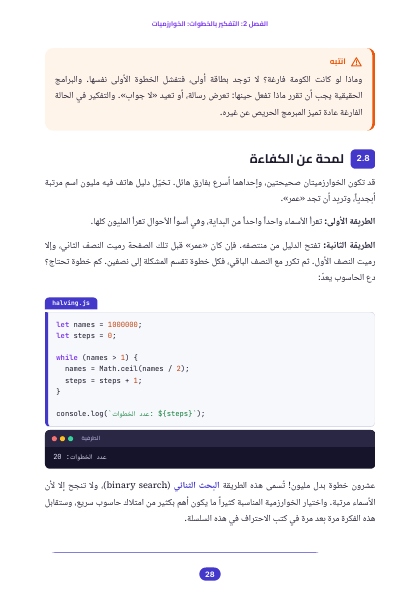 الفصل 2: التفكير بالخطوات: الخوارزميات
انتبه
وماذا لو كانت الكومة فارغة؟ لا توجد بطاقة أولى، فتفشل الخطوة الأولى نفسها. والبرامج
الحقيقية يجب أن تقرر ماذا تفعل حينها: تعرض رسالة، أو تعيد «لا جواب». والتفكير في الحالة
الفارغة عادة تميز المبرمج الحريص عن غيره.
2.8 لمحة عن الكفاءة
قد تكون الخوارزميتان صحيحتين، وإحداهما أسرع بفارق هائل. تخيّل دليل هاتف فيه مليون اسم مرتبة
أبجدياً، وتريد أن تجد «عمر».
الطريقة الأولى: تقرأ الأسماء واحداً واحداً من البداية، وفي أسوأ الأحوال تقرأ المليون كلها.
الطريقة الثانية: تفتح الدليل من منتصفه. فإن كان «عمر» قبل تلك الصفحة رميت النصف الثاني، وإلا
رميت النصف الأول. ثم تكرر مع النصف الباقي، فكل خطوة تقسم المشكلة إلى نصفين. كم خطوة تحتاج؟
دع الحاسوب يعدّ:
halving.js
let names = 1000000;
let steps = 0;
while (names > 1) {
names = Math.ceil(names / 2);
steps = steps + 1;
}
console.log(`عدد الخطوات: ${steps}`);
الطرفية
عدد الخطوات: 20
عشرون خطوة بدل مليون! تُسمى هذه الطريقة البحث الثنائي (binary search)، ولا تنجح إلا لأن
الأسماء مرتبة. واختيار الخوارزمية المناسبة كثيراً ما يكون أهم بكثير من امتلاك حاسوب سريع، وستقابل
هذه الفكرة مرة بعد مرة في كتب الاحتراف في هذه السلسلة.
28